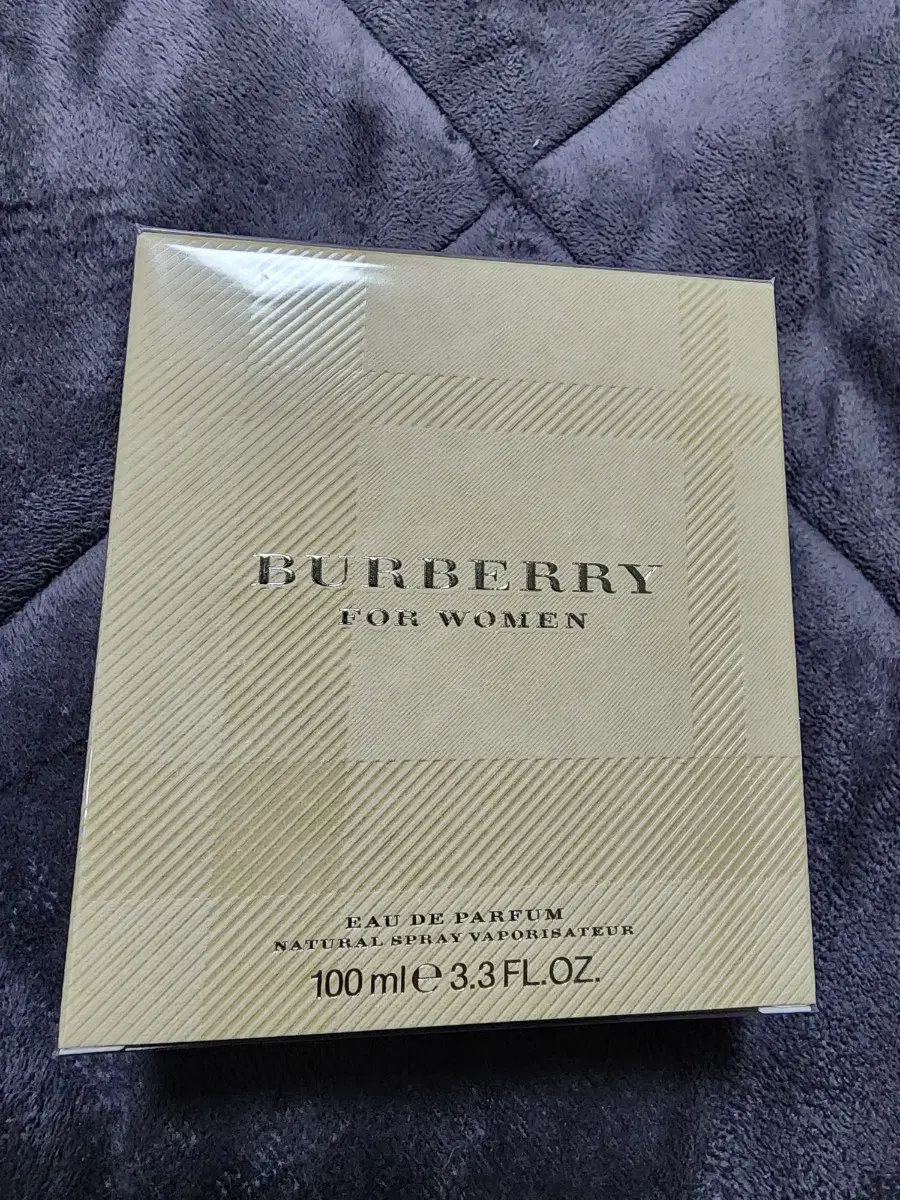 BURBERRY
FOR WOMEN
EAU DE PARFUM
NATURAL SPRAY VAPORISATEUR
100 ml ℮ 3.3 FL.OZ.